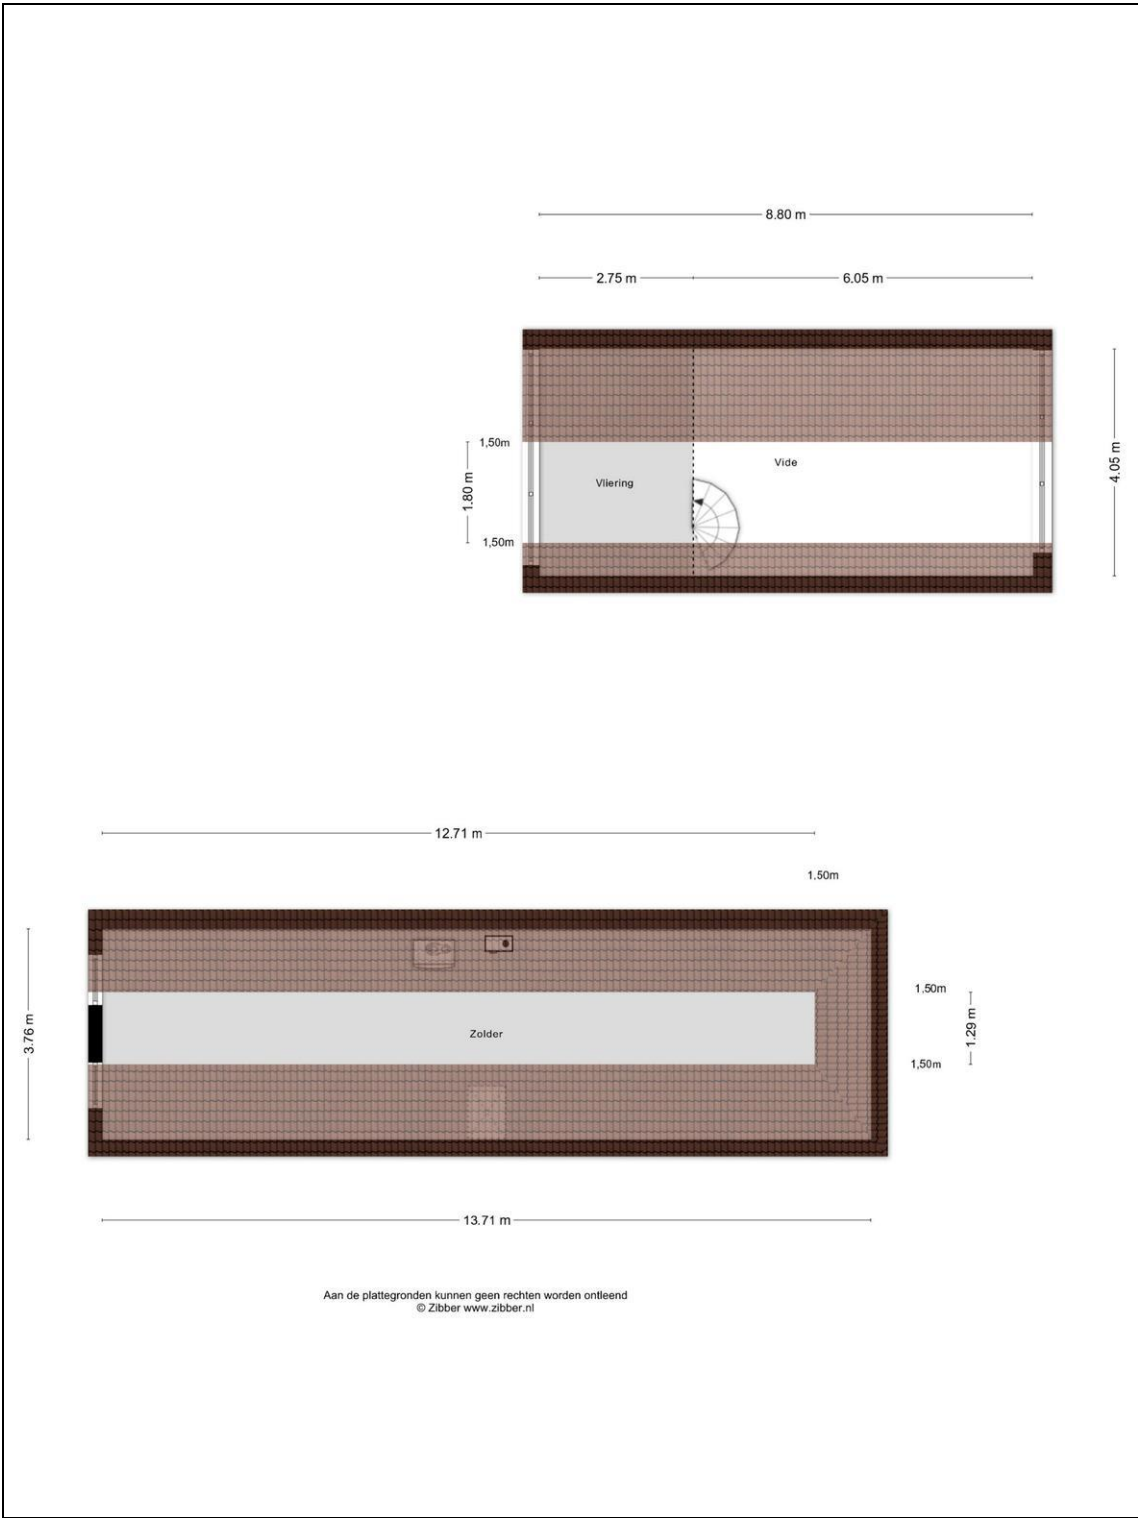 8.80 m
2.75 m
6.05 m
1,50m
1.80 m
1,50m
Vliering
Vide
4.05 m
12.71 m
1,50m
3.76 m
Zolder
1,50m
1.29 m
1,50m
13.71 m
Aan de plattegronden kunnen geen rechten worden ontleend
© Zibber www.zibber.nl